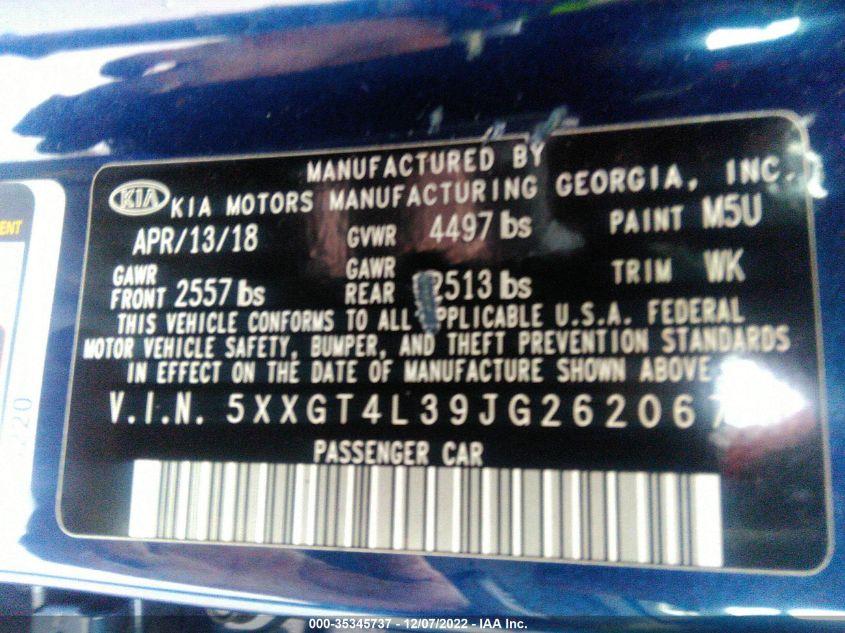 MANUFACTURED BY
KIA KIA MOTORS MANUFACTURING GEORGIA, INC.
APR/13/18 GVWR 4497 lbs PAINT M5U
GAWR FRONT 2557 lbs GAWR REAR 2513 lbs TRIM WK
THIS VEHICLE CONFORMS TO ALL APPLICABLE U.S.A. FEDERAL
MOTOR VEHICLE SAFETY, BUMPER, AND THEFT PREVENTION STANDARDS
IN EFFECT ON THE DATE OF MANUFACTURE SHOWN ABOVE
V.I.N. 5XXGT4L39JG262067
PASSENGER CAR
000-35345737 - 12/07/2022 - IAA Inc.